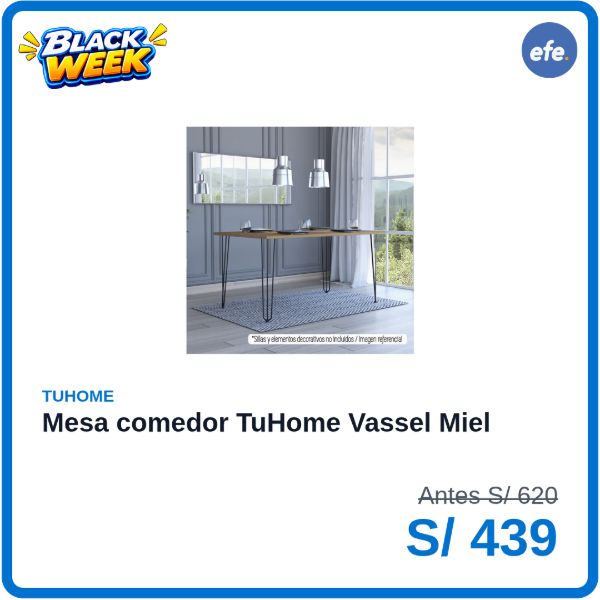 BLACK
WEEK
efe.
*Sillas y elementos decorativos no incluidos / Imagen referencial
TUHOME
Mesa comedor TuHome Vassel Miel
Antes S/ 620
S/ 439